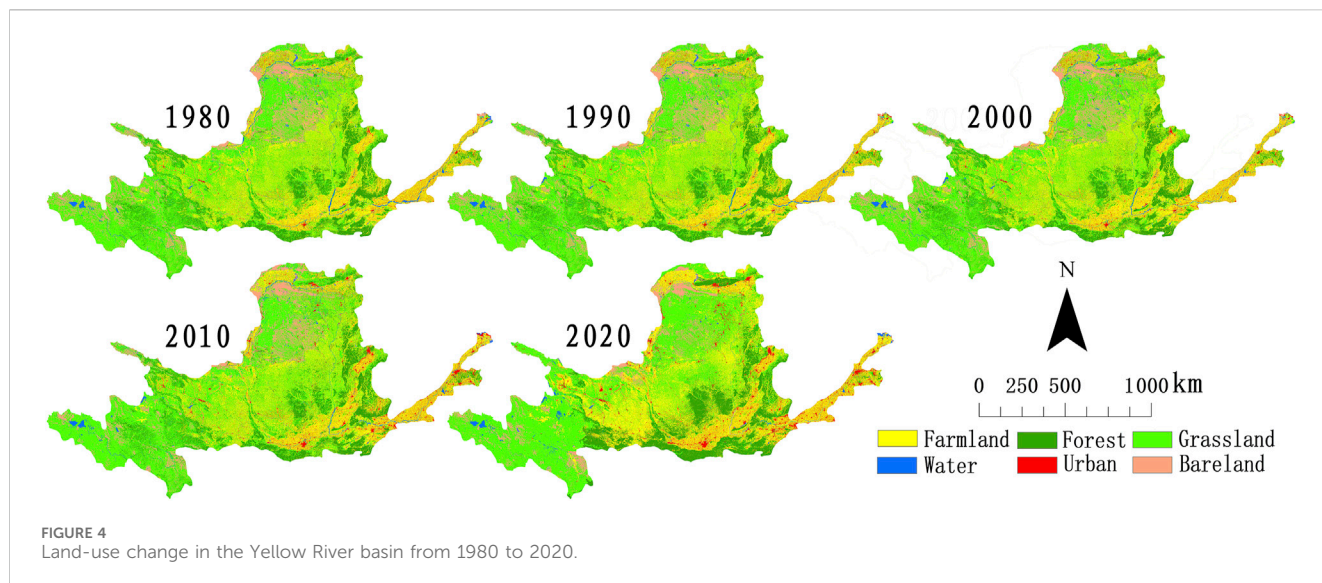 1980
1990
2000
2010
2020
N
0 250 500 1000 km
Farmland Forest Grassland
Water Urban Bareland
FIGURE 4
Land-use change in the Yellow River basin from 1980 to 2020.